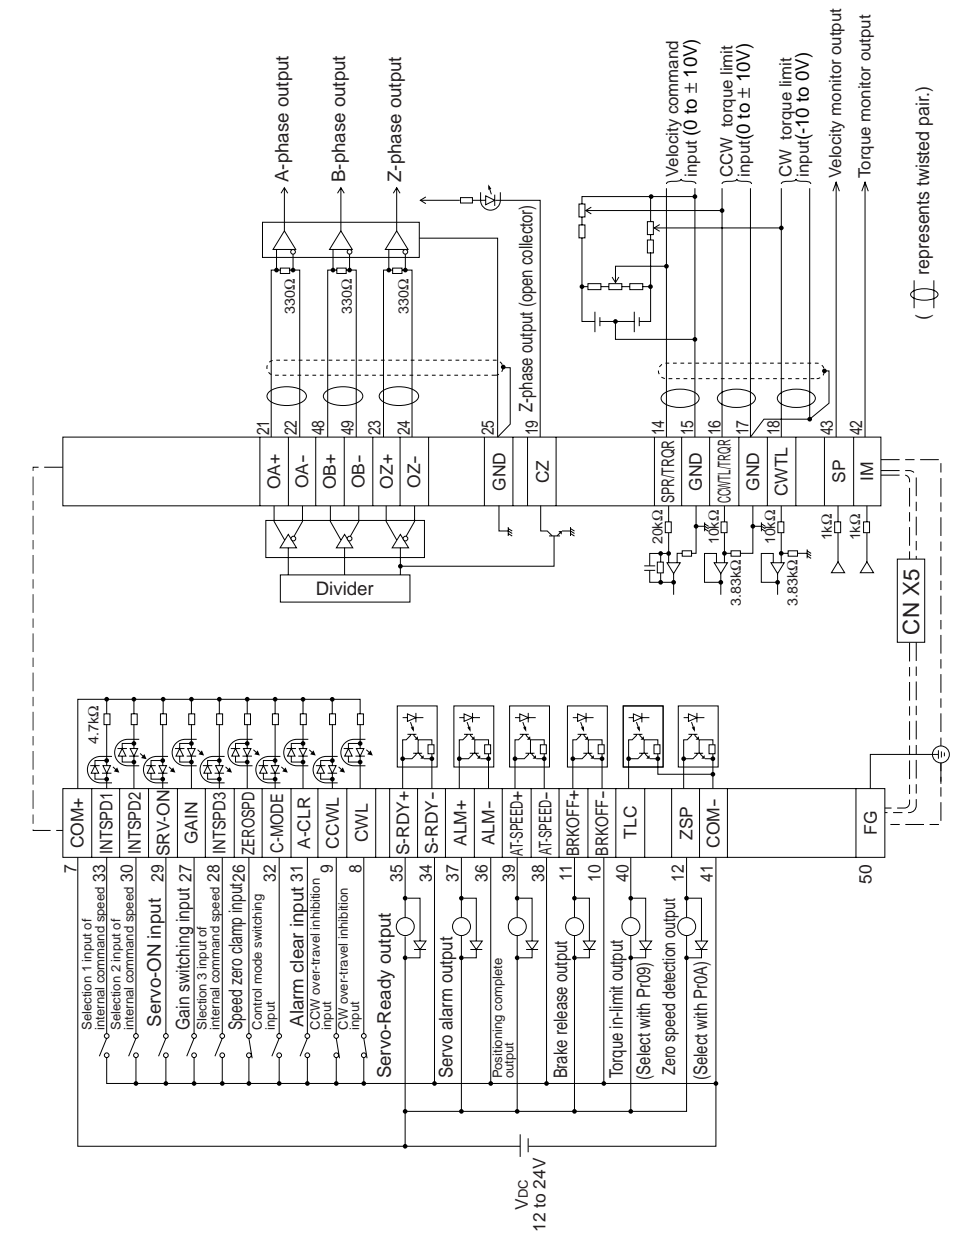 A-phase output
B-phase output
Z-phase output
330Ω
330Ω
330Ω
Z-phase output (open collector)
Velocity command
input (0 to ± 10V)
CCW torque limit
input(0 to ± 10V)
CW torque limit
input(-10 to 0V)
Velocity monitor output
Torque monitor output
( represents twisted pair.)
21
22
48
49
23
24
25
19
14
15
16
17
18
43
42
OA+
OA-
OB+
OB-
OZ+
OZ-
GND
CZ
SPR/TRQR
GND
CCWTL/TRQR
GND
CWTL
SP
IM
Divider
20kΩ
10kΩ
3.83kΩ
10kΩ
3.83kΩ
1kΩ
1kΩ
CN X5
4.7kΩ
COM+
INTSPD1
INTSPD2
SRV-ON
GAIN
INTSPD3
ZEROSPD
C-MODE
A-CLR
CCWL
CWL
S-RDY+
S-RDY-
ALM+
ALM-
AT-SPEED+
AT-SPEED-
BRKOFF+
BRKOFF-
TLC
ZSP
COM-
FG
7
Selection 1 input of
internal command speed 33
Selection 2 input of
internal command speed 30
Servo-ON input 29
Gain switching input 27
Slection 3 input of
internal command speed 28
Speed zero clamp input 26
Control mode switching
input 32
Alarm clear input 31
CCW over-travel inhibition
input 9
CW over-travel inhibition
input 8
Servo-Ready output
35
34
Servo alarm output
37
36
Positioning complete
output
39
38
Brake release output
11
10
Torque in-limit output
(Select with Pr09)
40
Zero speed detection output
(Select with Pr0A)
12
41
50
VDC
12 to 24V